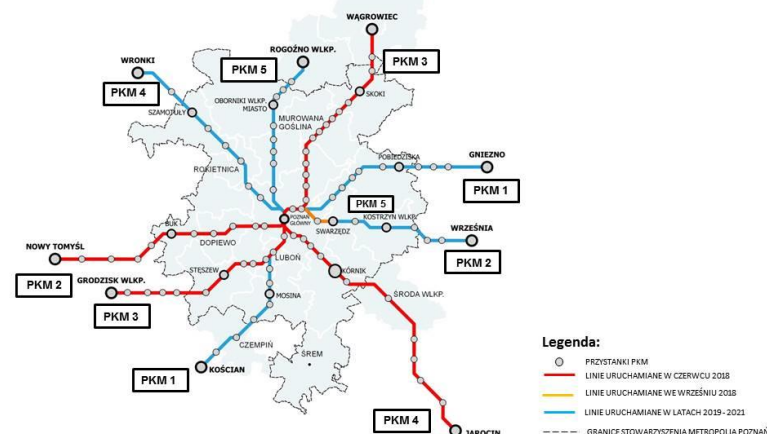 WĄGROWIEC
ROGOŹNO WLKP.
PKM 3
WRONKI
PKM 5
PKM 4
SKOKI
OBORNIKI WLKP.
MIASTO
SZAMOTUŁY
MUROWANA
GOŚLINA
POBIEDZISKA
GNIEZNO
ROKIETNICA
PKM 1
PKM 5
KOSTRZYN WLKP.
POZNAŃ
GŁÓWNY
SWARZĘDZ
WRZEŚNIA
BUK
NOWY TOMYŚL
DOPIEWO
PKM 2
LUBOŃ
STĘSZEW
KÓRNIK
PKM 2
GRODZISK WLKP.
MOSINA
ŚRODA WLKP.
PKM 3
CZEMPIŃ
ŚREM
KOŚCIAN
PKM 1
PKM 4
JAROCIN
Legenda:
PRZYSTANKI PKM
LINIE URUCHAMIANE W CZERWCU 2018
LINIE URUCHAMIANE WE WRZEŚNIU 2018
LINIE URUCHAMIANE W LATACH 2019 - 2021
GRANICE STOWARZYSZENIA METROPOLIA POZNAŃ